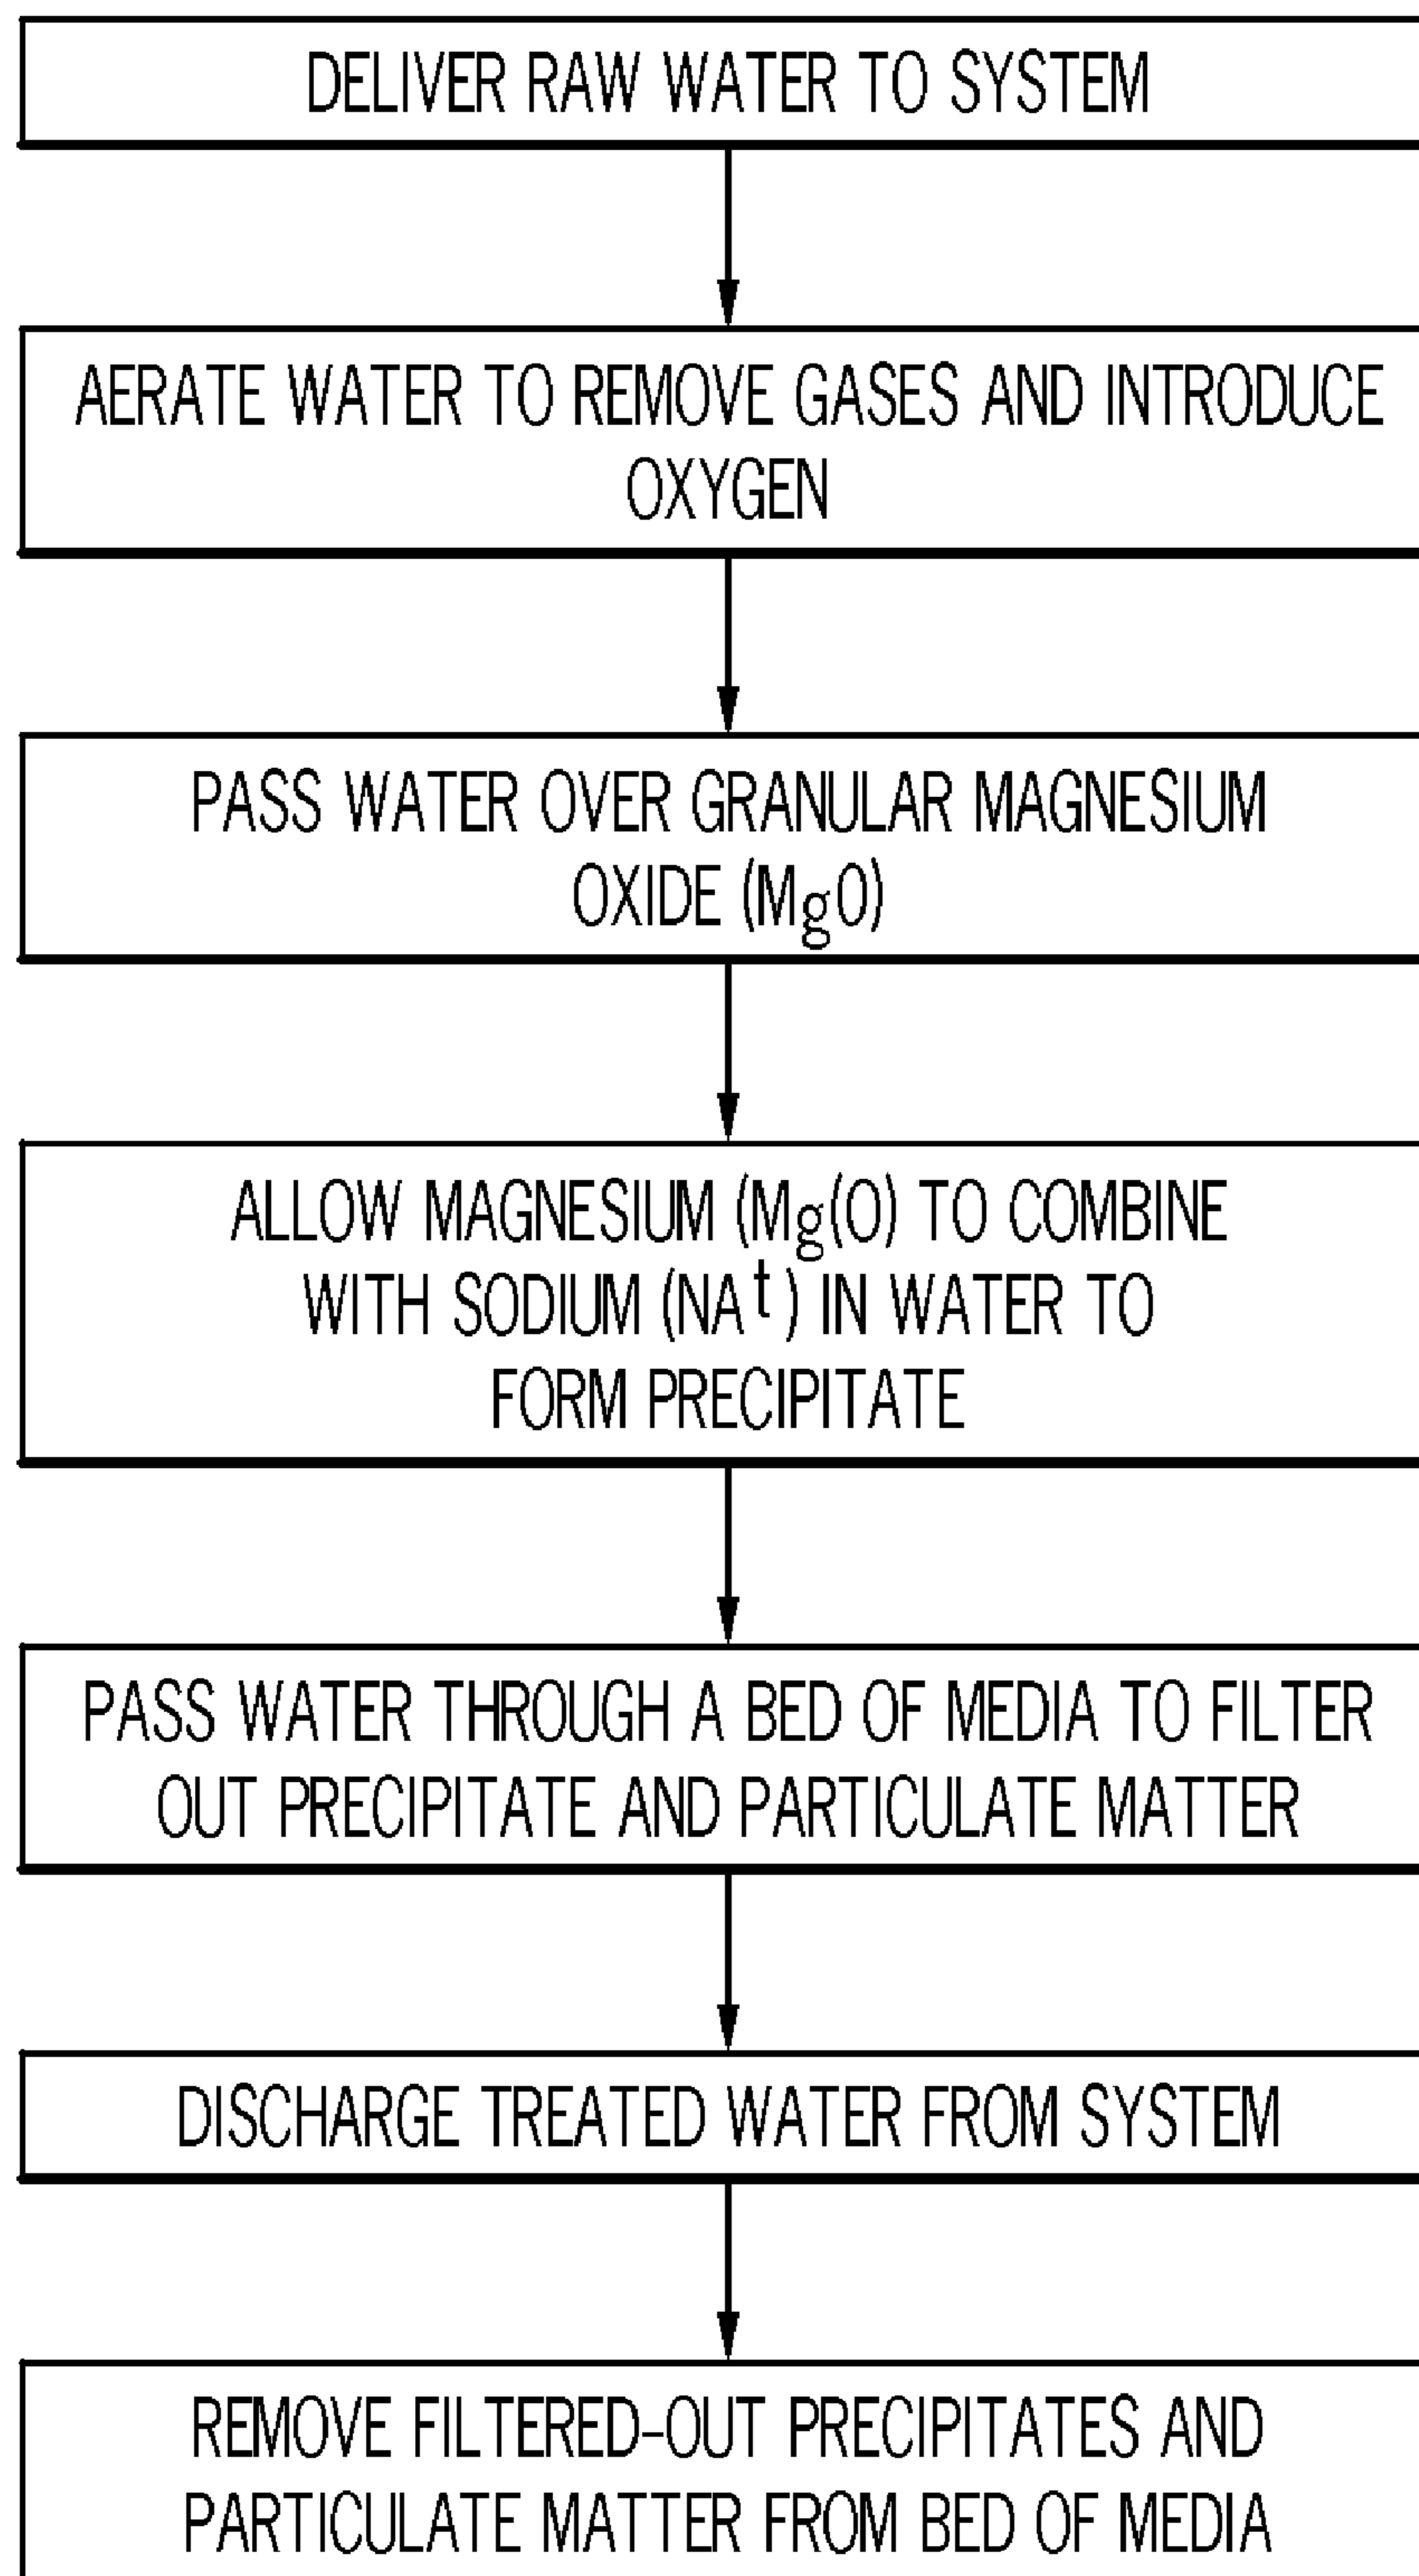 DELIVER RAW WATER TO SYSTEM
AERATE WATER TO REMOVE GASES AND INTRODUCE
OXYGEN
PASS WATER OVER GRANULAR MAGNESIUM
OXIDE (MgO)
ALLOW MAGNESIUM (Mg(O) TO COMBINE
WITH SODIUM (NAᵗ) IN WATER TO
FORM PRECIPITATE
PASS WATER THROUGH A BED OF MEDIA TO FILTER
OUT PRECIPITATE AND PARTICULATE MATTER
DISCHARGE TREATED WATER FROM SYSTEM
REMOVE FILTERED-OUT PRECIPITATES AND
PARTICULATE MATTER FROM BED OF MEDIA